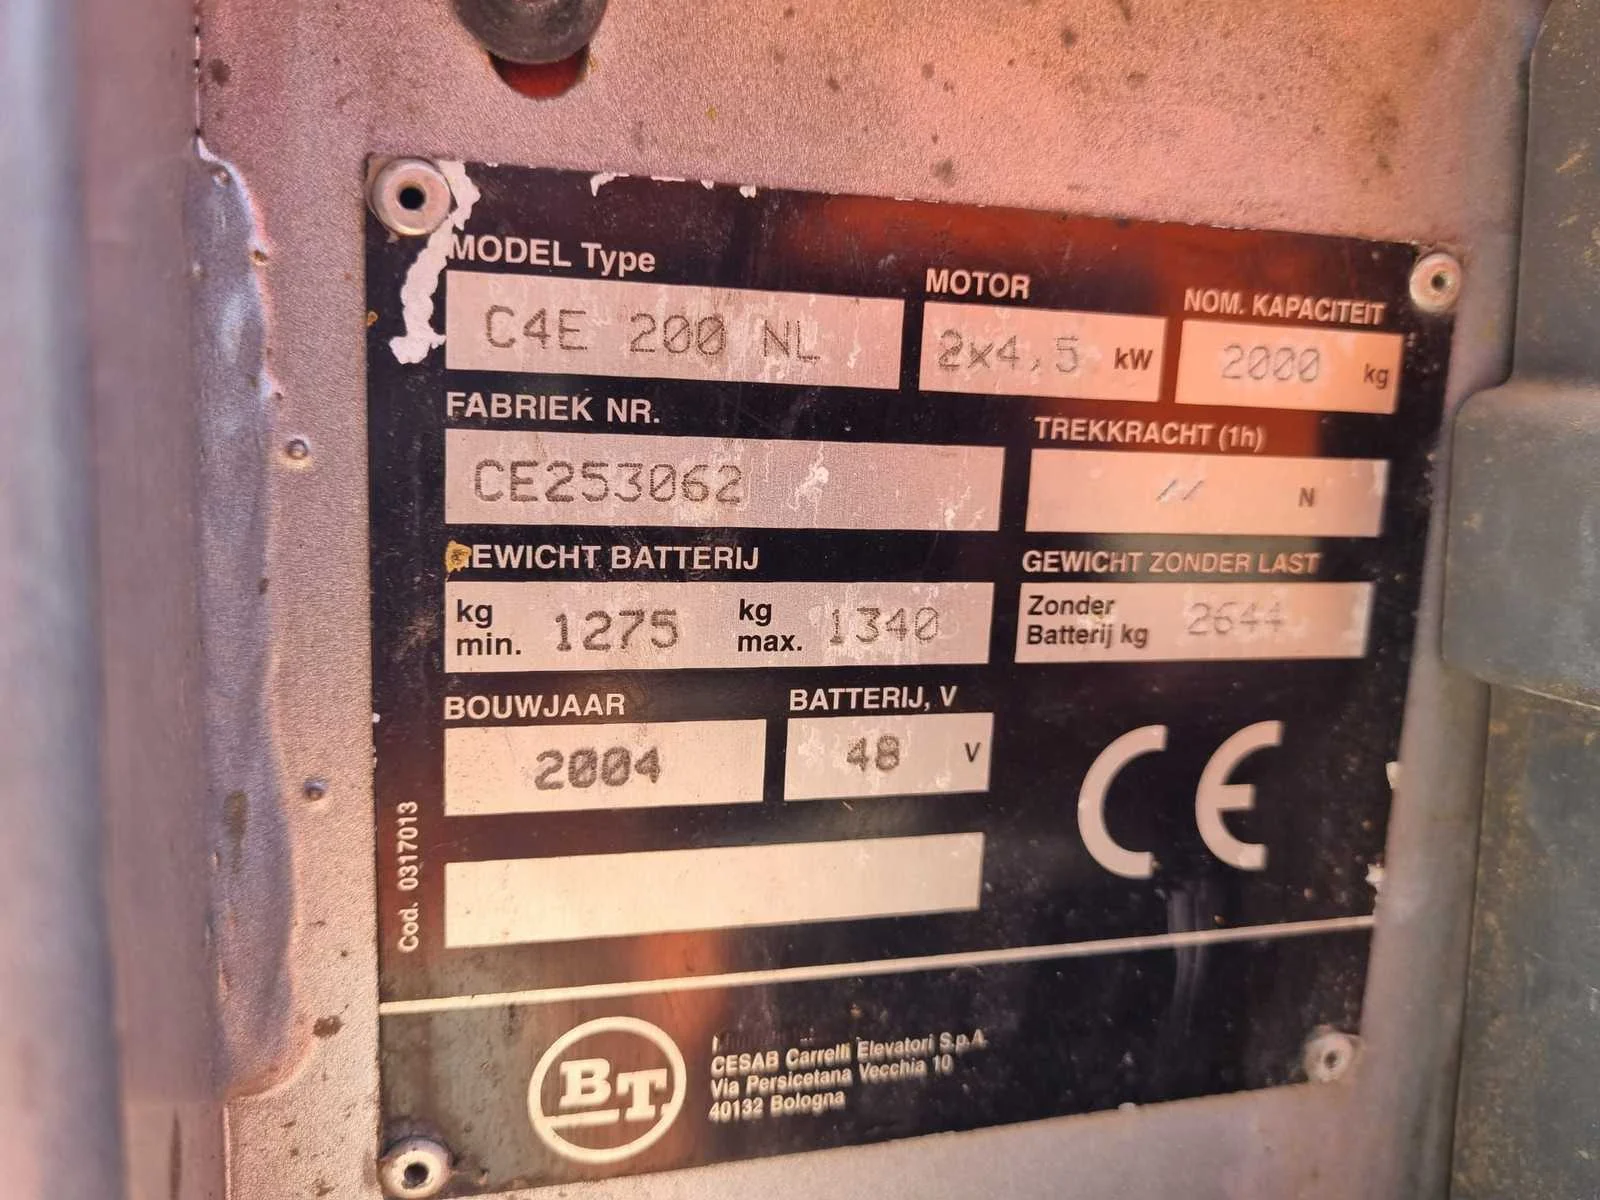 MODEL Type
C4E 200 NL
MOTOR
2x4,5 kW
NOM. KAPACITEIT
2000 kg
FABRIEK NR.
CE253062
TREKKRACHT (1h)
// N
GEWICHT BATTERIJ
kg min. 1275 kg max. 1340
GEWICHT ZONDER LAST
Zonder
Batterij kg 2644
BOUWJAAR
2004
BATTERIJ, V
48 V
CE
Cod. 0317013
BT
CESAB Carrelli Elevatori S.p.A.
Via Persicetana Vecchia 10
40132 Bologna